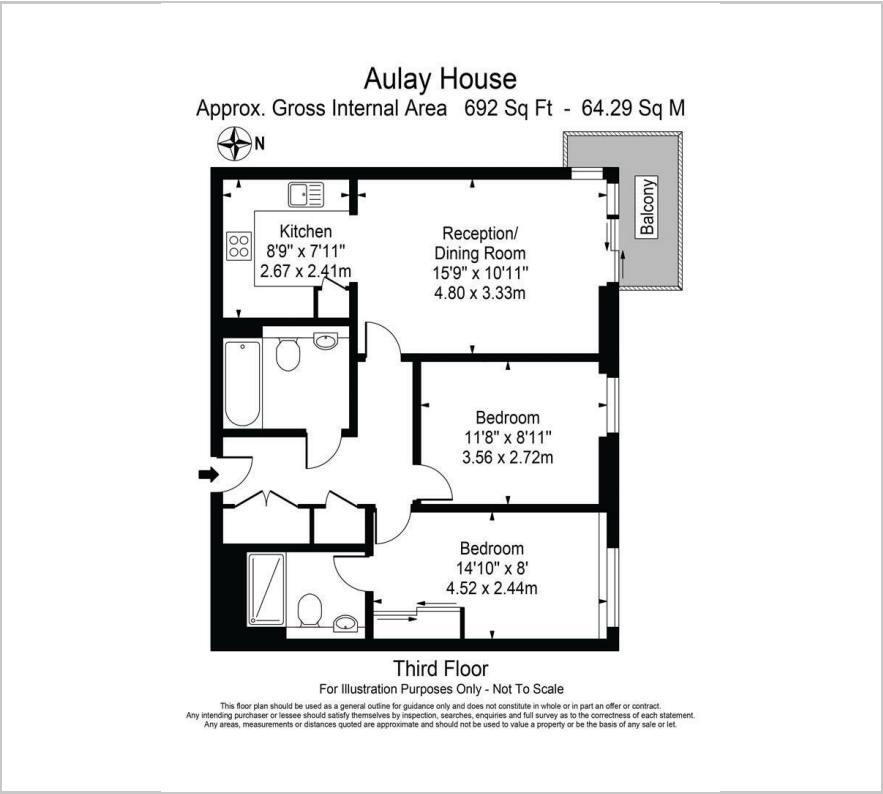 Aulay House
Approx. Gross Internal Area 692 Sq Ft - 64.29 Sq M
N
Kitchen
8'9" x 7'11"
2.67 x 2.41m
Reception/
Dining Room
15'9" x 10'11"
4.80 x 3.33m
Balcony
Bedroom
11'8" x 8'11"
3.56 x 2.72m
Bedroom
14'10" x 8'
4.52 x 2.44m
Third Floor
For Illustration Purposes Only - Not To Scale
This floor plan should be used as a general outline for guidance only and does not constitute in whole or in part an offer or contract.
Any intending purchaser or lessee should satisfy themselves by inspection, searches, enquiries and full survey as to the correctness of each statement.
Any areas, measurements or distances quoted are approximate and should not be used to value a property or be the basis of any sale or let.